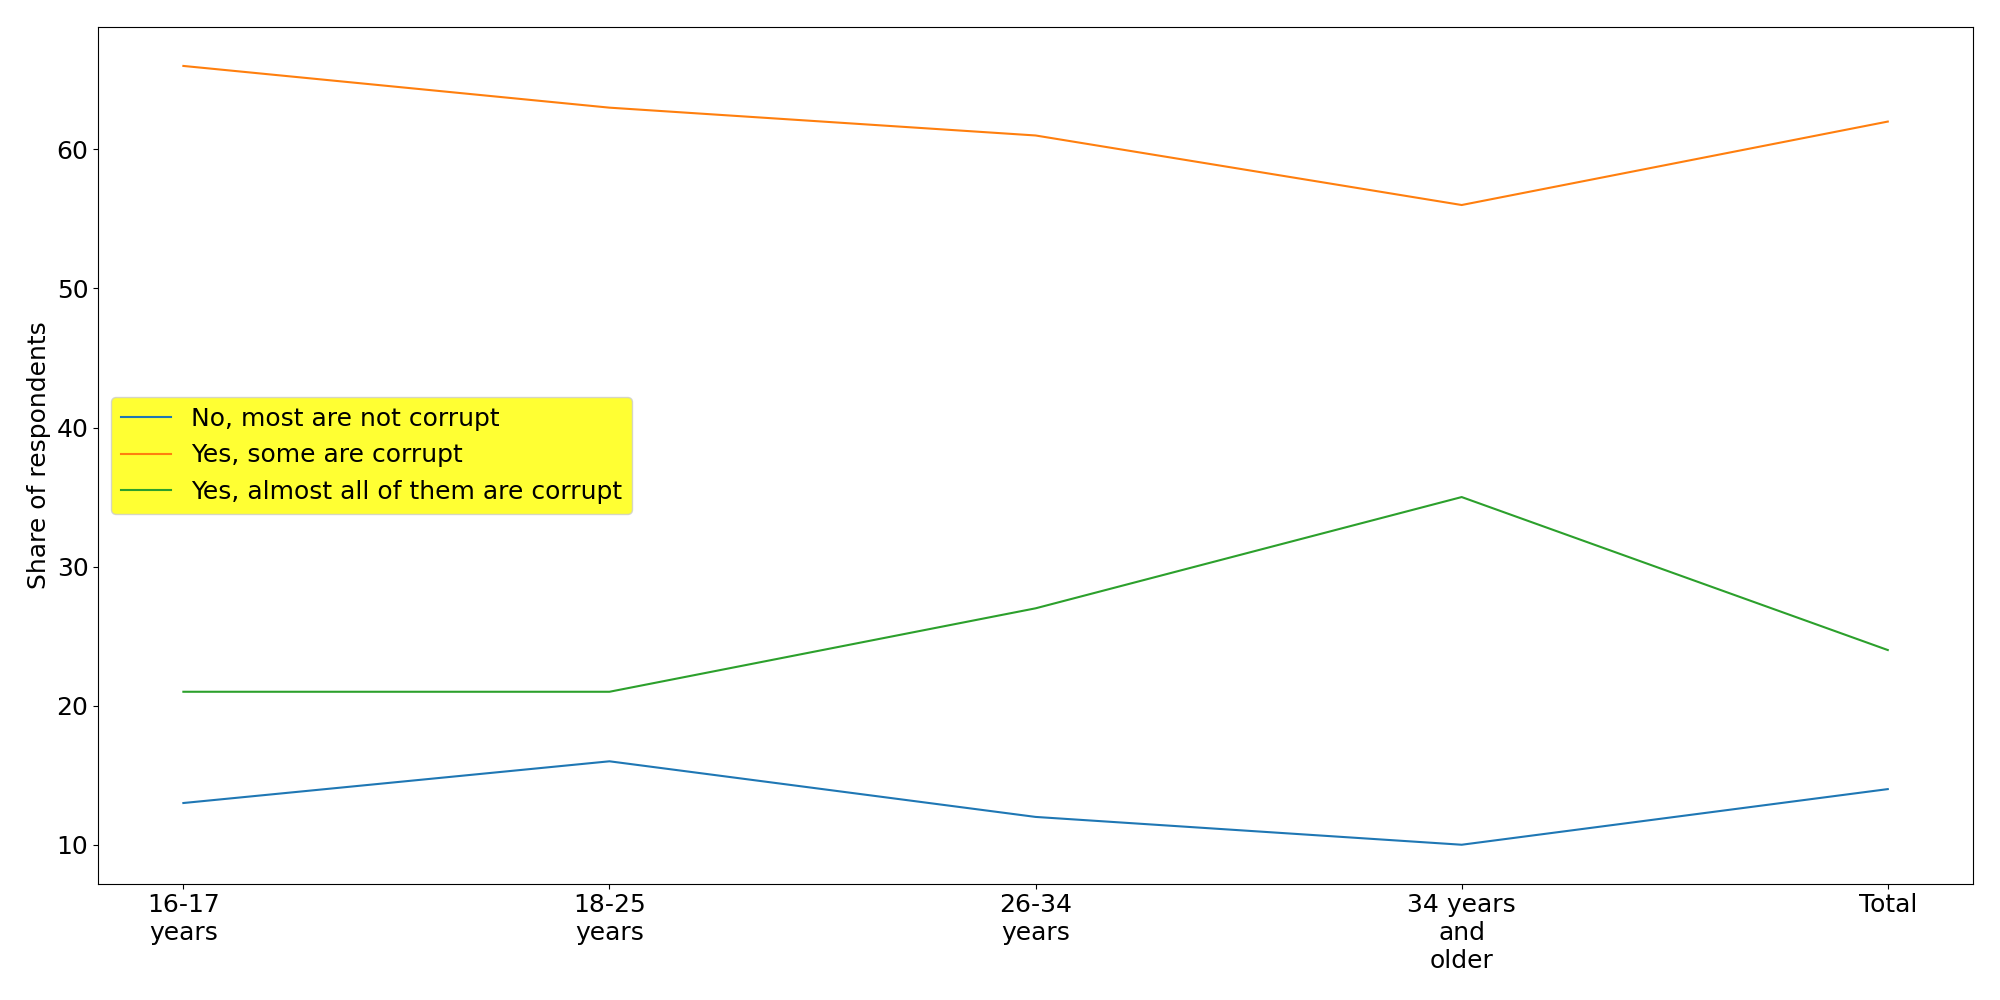 Share of respondents
60
50
40
30
20
10
No, most are not corrupt
Yes, some are corrupt
Yes, almost all of them are corrupt
16-17
years
18-25
years
26-34
years
34 years
and
older
Total